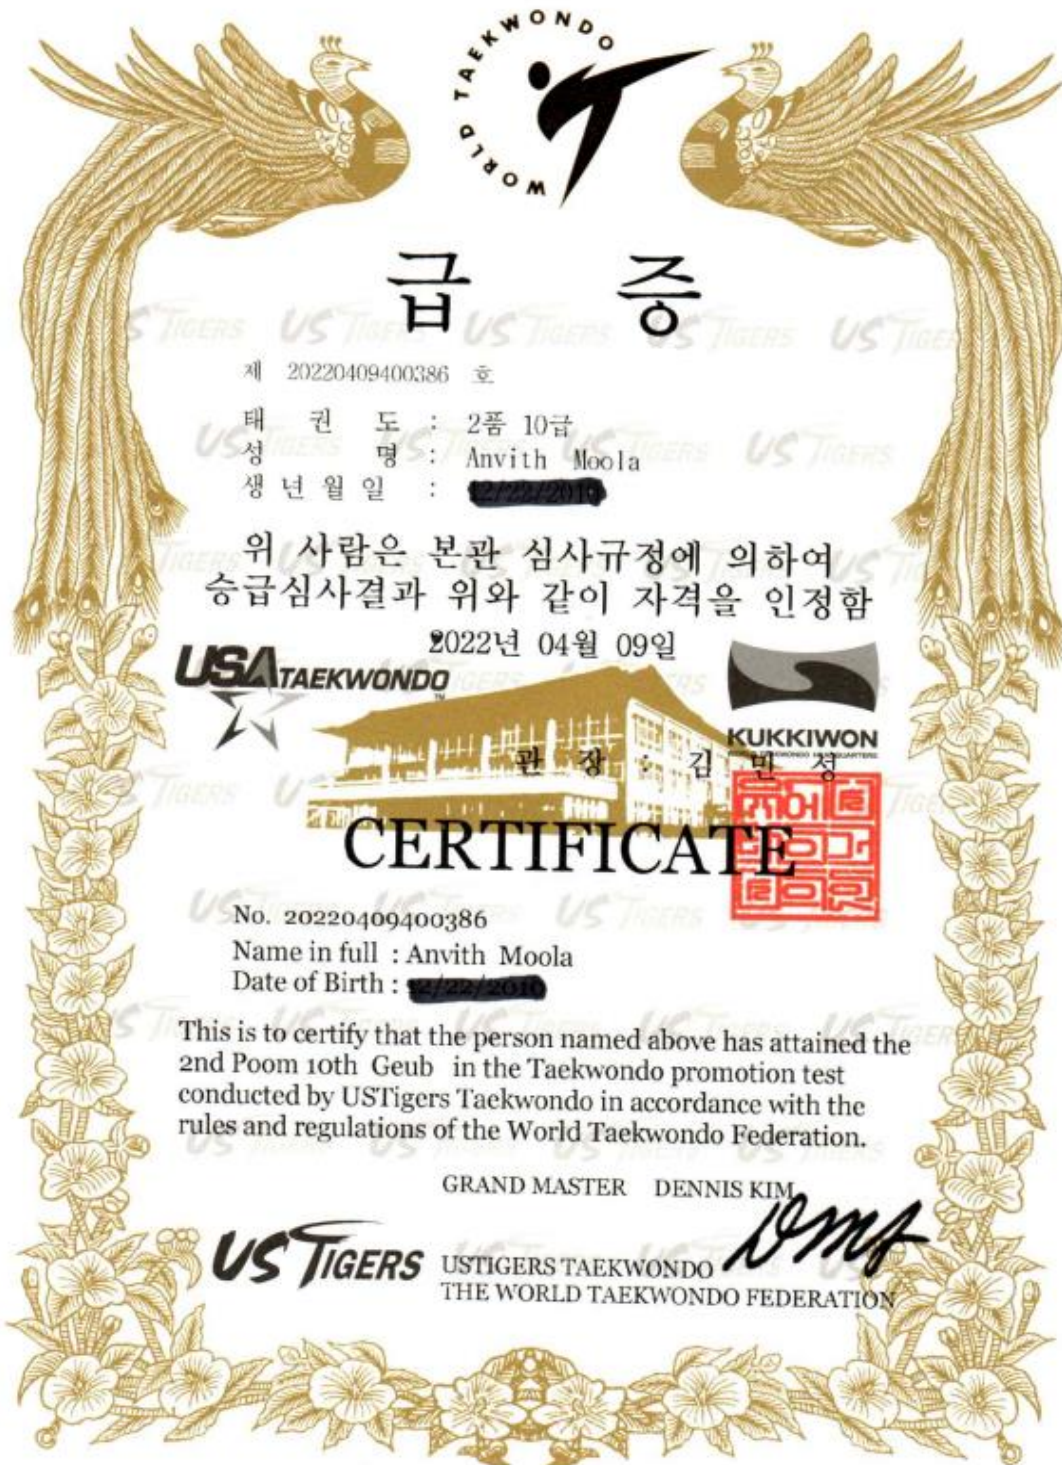 WORLD TAEKWONDO
급 증
제 20220409400386 호
태 권 도 : 2품 10급
성 명 : Anvith Moola
생 년 월 일 :
위 사람은 본관 심사규정에 의하여
승급심사결과 위와 같이 자격을 인정함
2022년 04월 09일
USA TAEKWONDO™
KUKKIWON
WORLD TAEKWONDO HEADQUARTERS
관 장 : 김 민 성
CERTIFICATE
No. 20220409400386
Name in full : Anvith Moola
Date of Birth :
This is to certify that the person named above has attained the
2nd Poom 10th Geub in the Taekwondo promotion test
conducted by USTigers Taekwondo in accordance with the
rules and regulations of the World Taekwondo Federation.
GRAND MASTER DENNIS KIM
US TIGERS
USTIGERS TAEKWONDO
THE WORLD TAEKWONDO FEDERATION